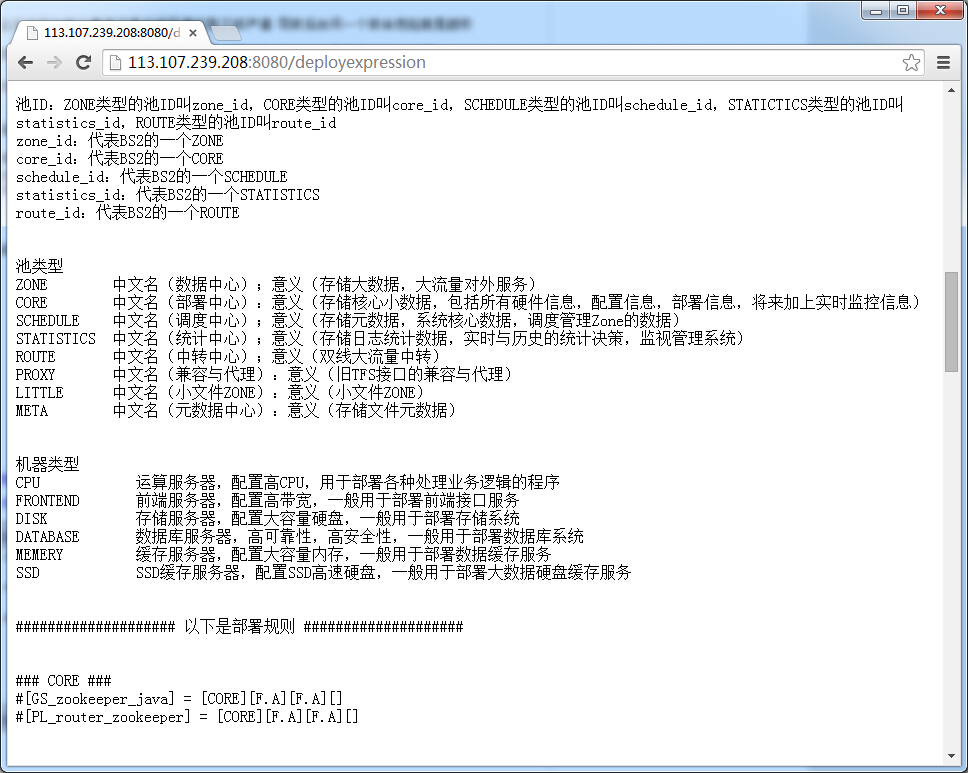 113.107.239.208:8080/d
113.107.239.208:8080/deployexpression
池ID：ZONE类型的池ID叫zone_id，CORE类型的池ID叫core_id，SCHEDULE类型的池ID叫schedule_id，STATICTICS类型的池ID叫
statistics_id，ROUTE类型的池ID叫route_id
zone_id：代表BS2的一个ZONE
core_id：代表BS2的一个CORE
schedule_id：代表BS2的一个SCHEDULE
statistics_id：代表BS2的一个STATISTICS
route_id：代表BS2的一个ROUTE
池类型
ZONE 中文名（数据中心）；意义（存储大数据，大流量对外服务）
CORE 中文名（部署中心）；意义（存储核心小数据，包括所有硬件信息，配置信息，部署信息，将来加上实时监控信息）
SCHEDULE 中文名（调度中心）；意义（存储元数据，系统核心数据，调度管理Zone的数据）
STATISTICS 中文名（统计中心）；意义（存储日志统计数据，实时与历史的统计决策，监视管理系统）
ROUTE 中文名（中转中心）；意义（双线大流量中转）
PROXY 中文名（兼容与代理）：意义（旧TFS接口的兼容与代理）
LITTLE 中文名（小文件ZONE）：意义（小文件ZONE）
META 中文名（元数据中心）：意义（存储文件元数据）
机器类型
CPU 运算服务器，配置高CPU，用于部署各种处理业务逻辑的程序
FRONTEND 前端服务器，配置高带宽，一般用于部署前端接口服务
DISK 存储服务器，配置大容量硬盘，一般用于部署存储系统
DATABASE 数据库服务器，高可靠性，高安全性，一般用于部署数据库系统
MEMERY 缓存服务器，配置大容量内存，一般用于部署数据缓存服务
SSD SSD缓存服务器，配置SSD高速硬盘，一般用于部署大数据硬盘缓存服务
#################### 以下是部署规则 ####################
### CORE ###
#[GS_zookeeper_java] = [CORE][F.A][F.A][]
#[PL_router_zookeeper] = [CORE][F.A][F.A][]